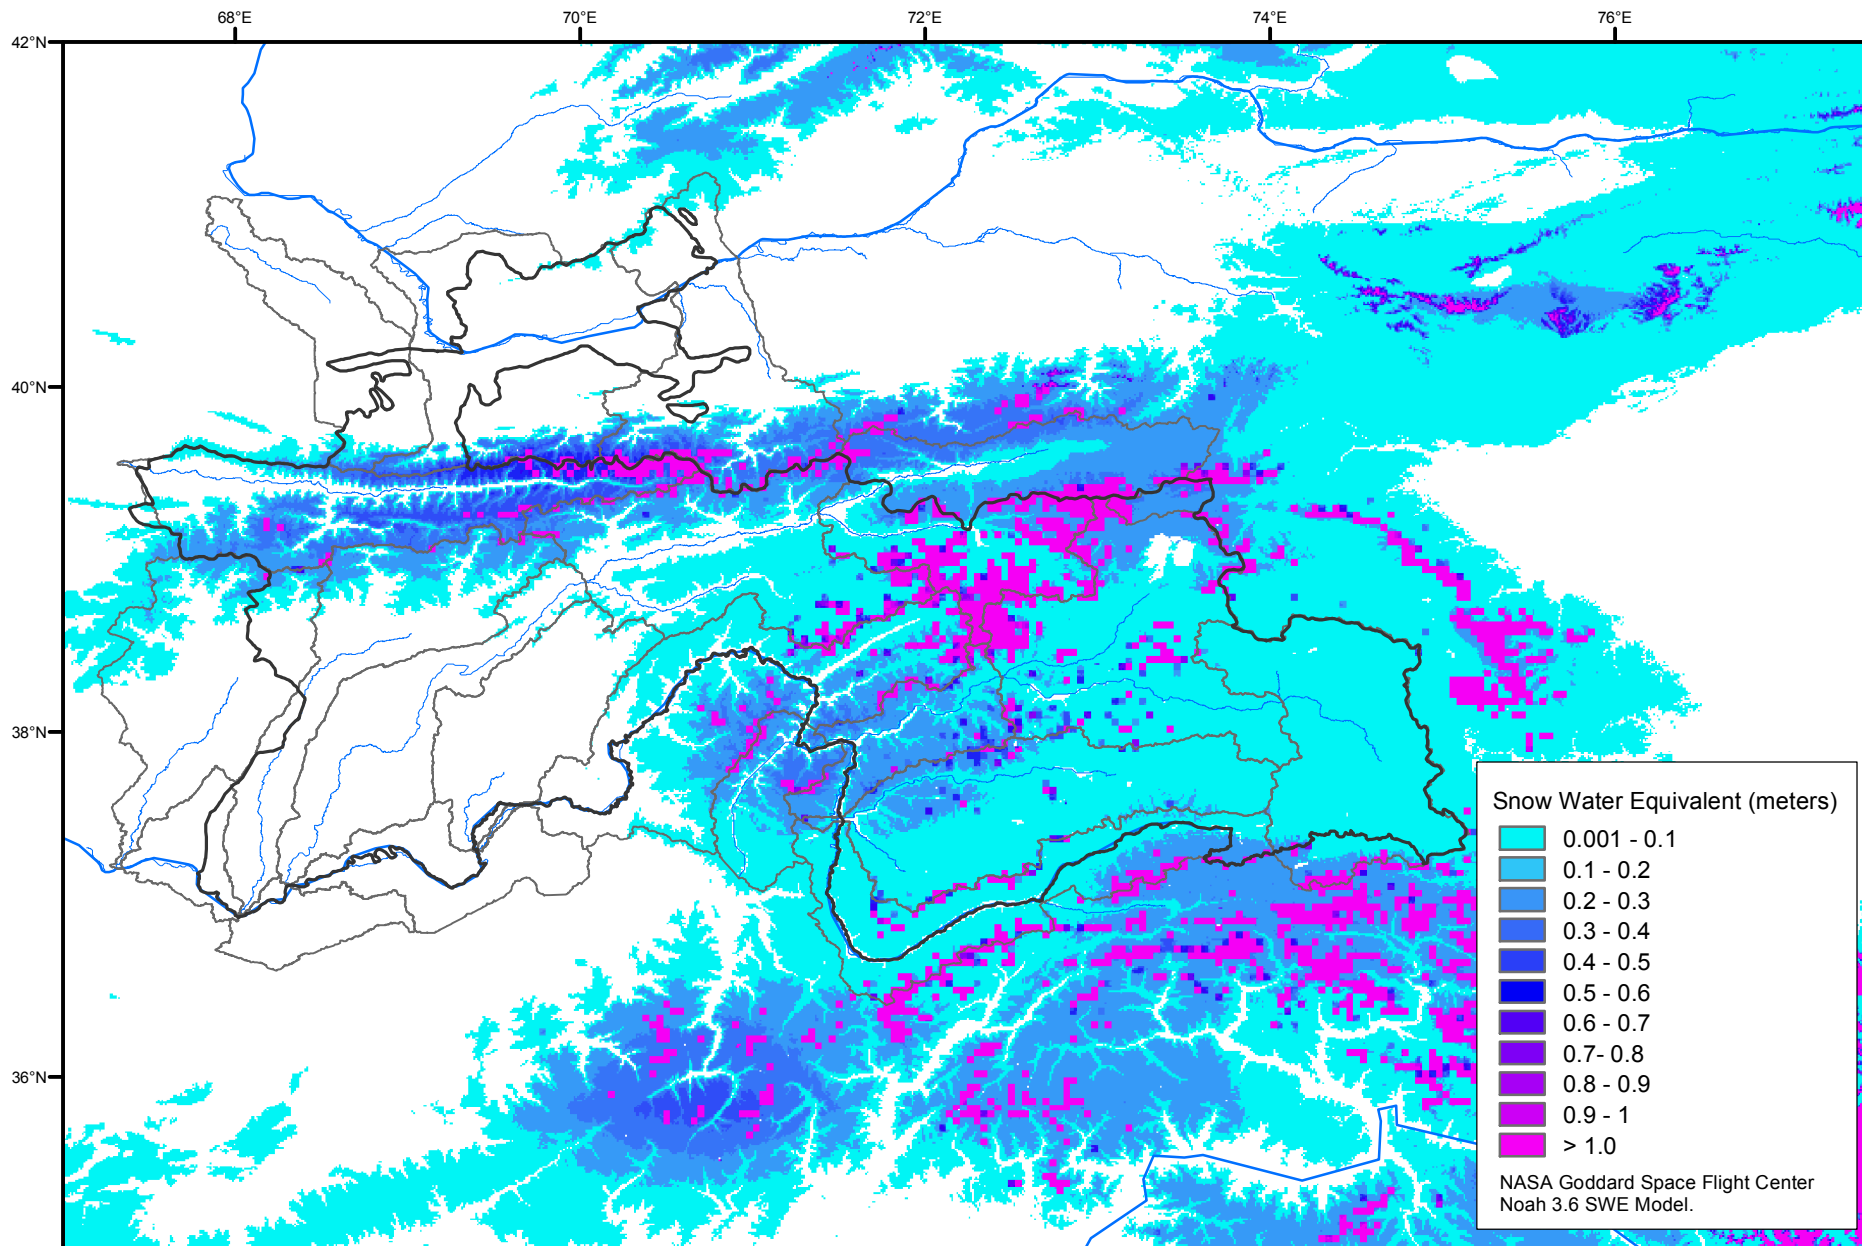 68°E 70°E 72°E 74°E 76°E
42°N
40°N
38°N
36°N
Snow Water Equivalent (meters)
0.001 - 0.1
0.1 - 0.2
0.2 - 0.3
0.3 - 0.4
0.4 - 0.5
0.5 - 0.6
0.6 - 0.7
0.7- 0.8
0.8 - 0.9
0.9 - 1
> 1.0
NASA Goddard Space Flight Center
Noah 3.6 SWE Model.